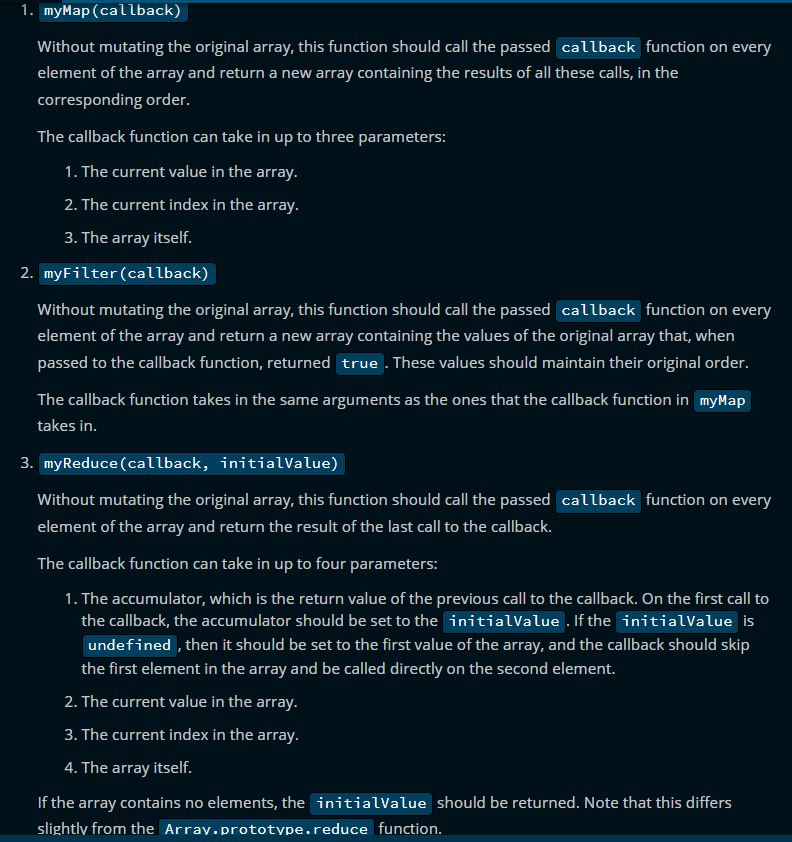 1. myMap(callback)
Without mutating the original array, this function should call the passed callback function on every
element of the array and return a new array containing the results of all these calls, in the
corresponding order.
The callback function can take in up to three parameters:
1. The current value in the array.
2. The current index in the array.
3. The array itself.
2. myFilter(callback)
Without mutating the original array, this function should call the passed callback function on every
element of the array and return a new array containing the values of the original array that, when
passed to the callback function, returned true . These values should maintain their original order.
The callback function takes in the same arguments as the ones that the callback function in myMap
takes in.
3. myReduce(callback, initialValue)
Without mutating the original array, this function should call the passed callback function on every
element of the array and return the result of the last call to the callback.
The callback function can take in up to four parameters:
1. The accumulator, which is the return value of the previous call to the callback. On the first call to
the callback, the accumulator should be set to the initialValue . If the initialValue is
undefined , then it should be set to the first value of the array, and the callback should skip
the first element in the array and be called directly on the second element.
2. The current value in the array.
3. The current index in the array.
4. The array itself.
If the array contains no elements, the initialValue should be returned. Note that this differs
slightly from the Array.prototype.reduce function.